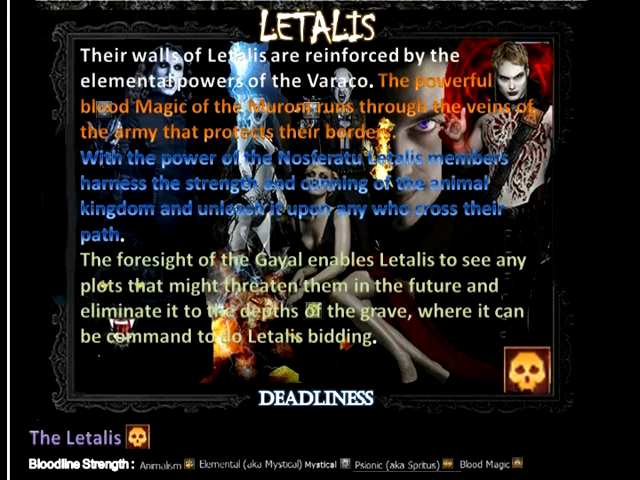 LETALIS
Their walls of Letalis are reinforced by the
elemental powers of the Varaco. The powerful
blood Magic of the Muroni runs through the veins of
the army that protects their borders.
With the power of the Nosferatu Letalis members
harness the strength and cunning of the animal
kingdom and unleash it upon any who cross their
path.
The foresight of the Gayal enables Letalis to see any
plots that might threaten them in the future and
eliminate it to the depths of the grave, where it can
be command to do Letalis bidding.
DEADLINESS
The Letalis
Bloodline Strength : Animalism Elemental (aka Mystical) Mystical Psionic (aka Spritus) Blood Magic